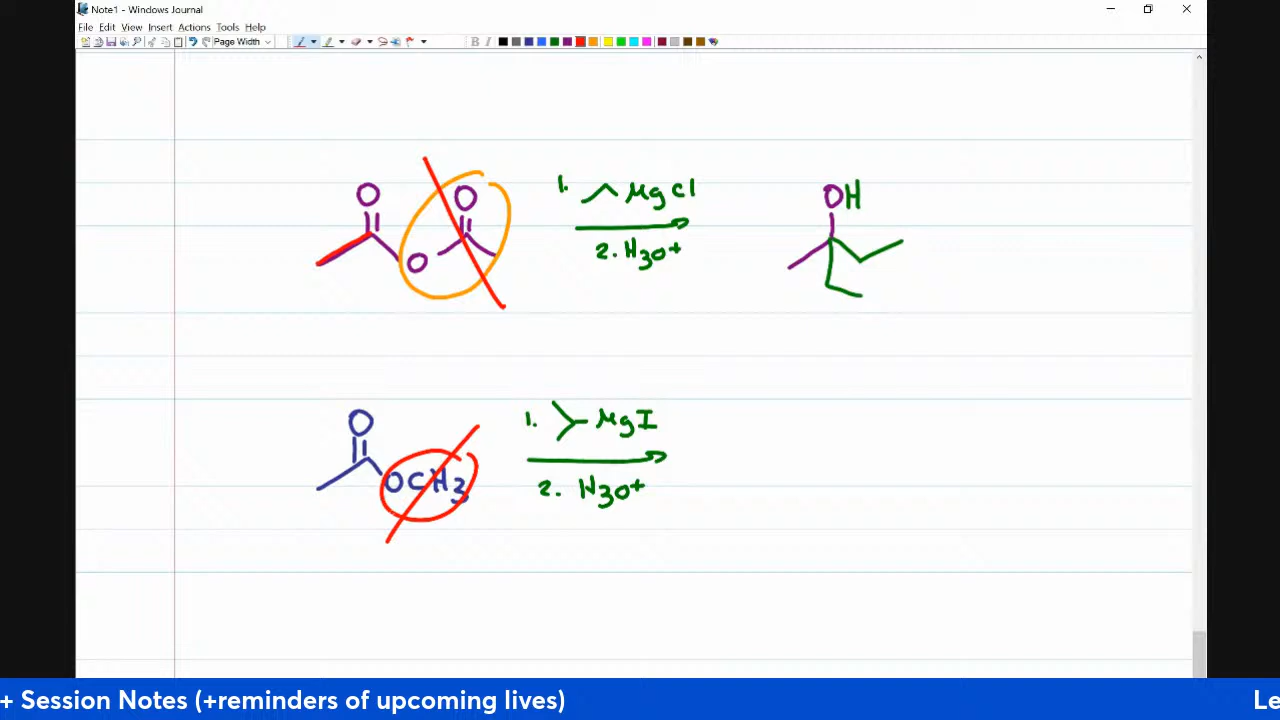 Note1 - Windows Journal
File Edit View Insert Actions Tools Help
Page Width
B I
O O 1. MgCl OH
O 2. H3O+
O 1. MgI
OCH3 2. H3O+
+ Session Notes (+reminders of upcoming lives) Le